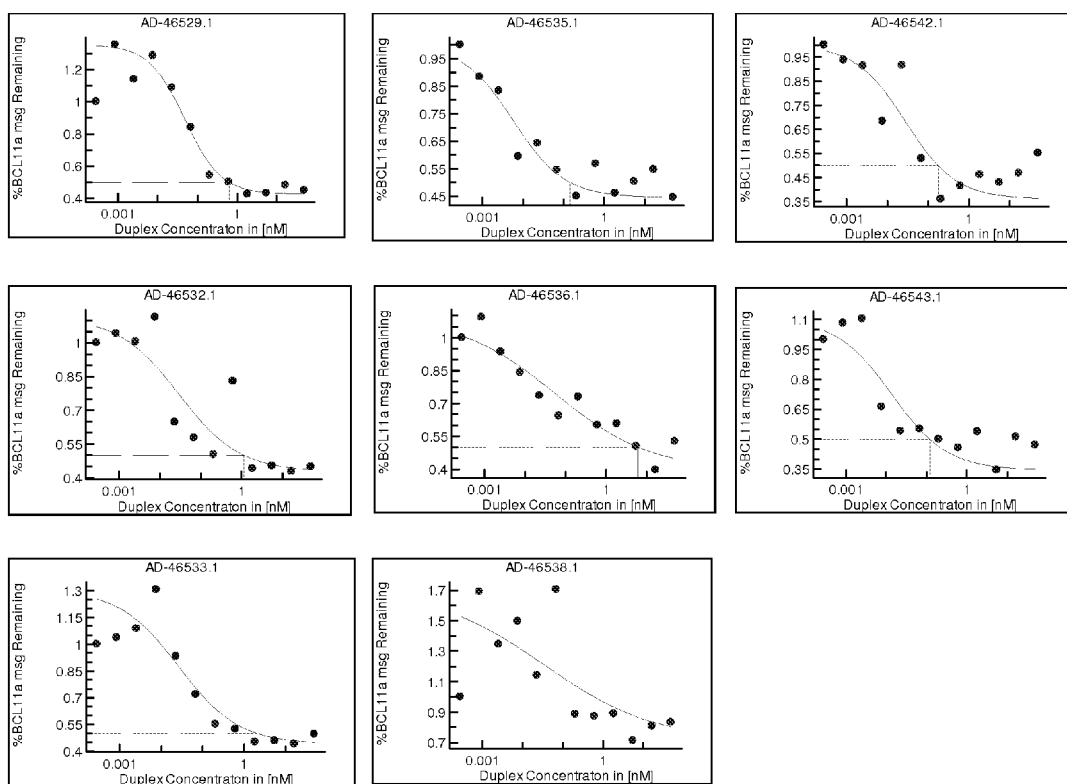 AD-46529.1
%BCL11a msg Remaining
1.2
1
0.8
0.6
0.4
0.001
1
Duplex Concentraton in [nM]
AD-46535.1
%BCL11a msg Remaining
0.95
0.85
0.75
0.65
0.55
0.45
0.001
1
Duplex Concentraton in [nM]
AD-46542.1
%BCL11a msg Remaining
0.95
0.85
0.75
0.65
0.55
0.45
0.35
0.001
1
Duplex Concentraton in [nM]
AD-46532.1
%BCL11a msg Remaining
1
0.85
0.7
0.55
0.4
0.001
1
Duplex Concentraton in [nM]
AD-46536.1
%BCL11a msg Remaining
1
0.85
0.7
0.55
0.4
0.001
1
Duplex Concentraton in [nM]
AD-46543.1
%BCL11a msg Remaining
1.1
0.95
0.8
0.65
0.5
0.35
0.001
1
Duplex Concentraton in [nM]
AD-46533.1
%BCL11a msg Remaining
1.3
1.15
1
0.85
0.7
0.55
0.4
0.001
1
Duplex Concentraton in [nM]
AD-46538.1
%BCL11a msg Remaining
1.7
1.5
1.3
1.1
0.9
0.7
0.001
1
Duplex Concentraton in [nM]